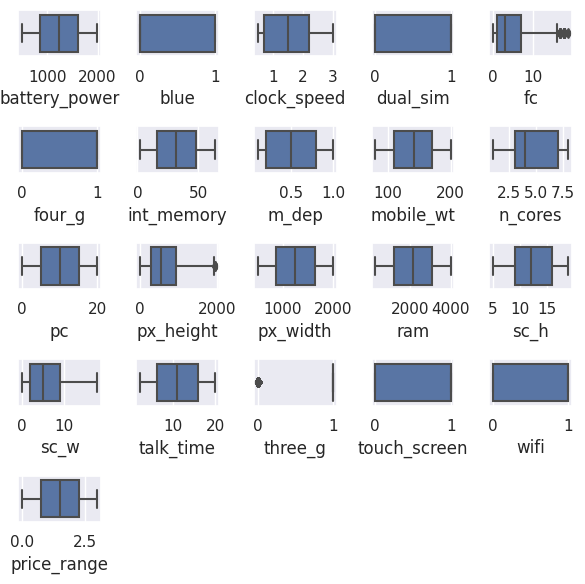 1000 2000
battery_power
0 1
blue
1 2 3
clock_speed
0 1
dual_sim
0 10
fc
0 1
four_g
0 50
int_memory
0.5 1.0
m_dep
100 200
mobile_wt
2.5 5.0 7.5
n_cores
0 20
pc
0 2000
px_height
1000 2000
px_width
2000 4000
ram
5 10 15
sc_h
0 10
sc_w
0 10 20
talk_time
0 1
three_g
0 1
touch_screen
0 1
wifi
0.0 2.5
price_range